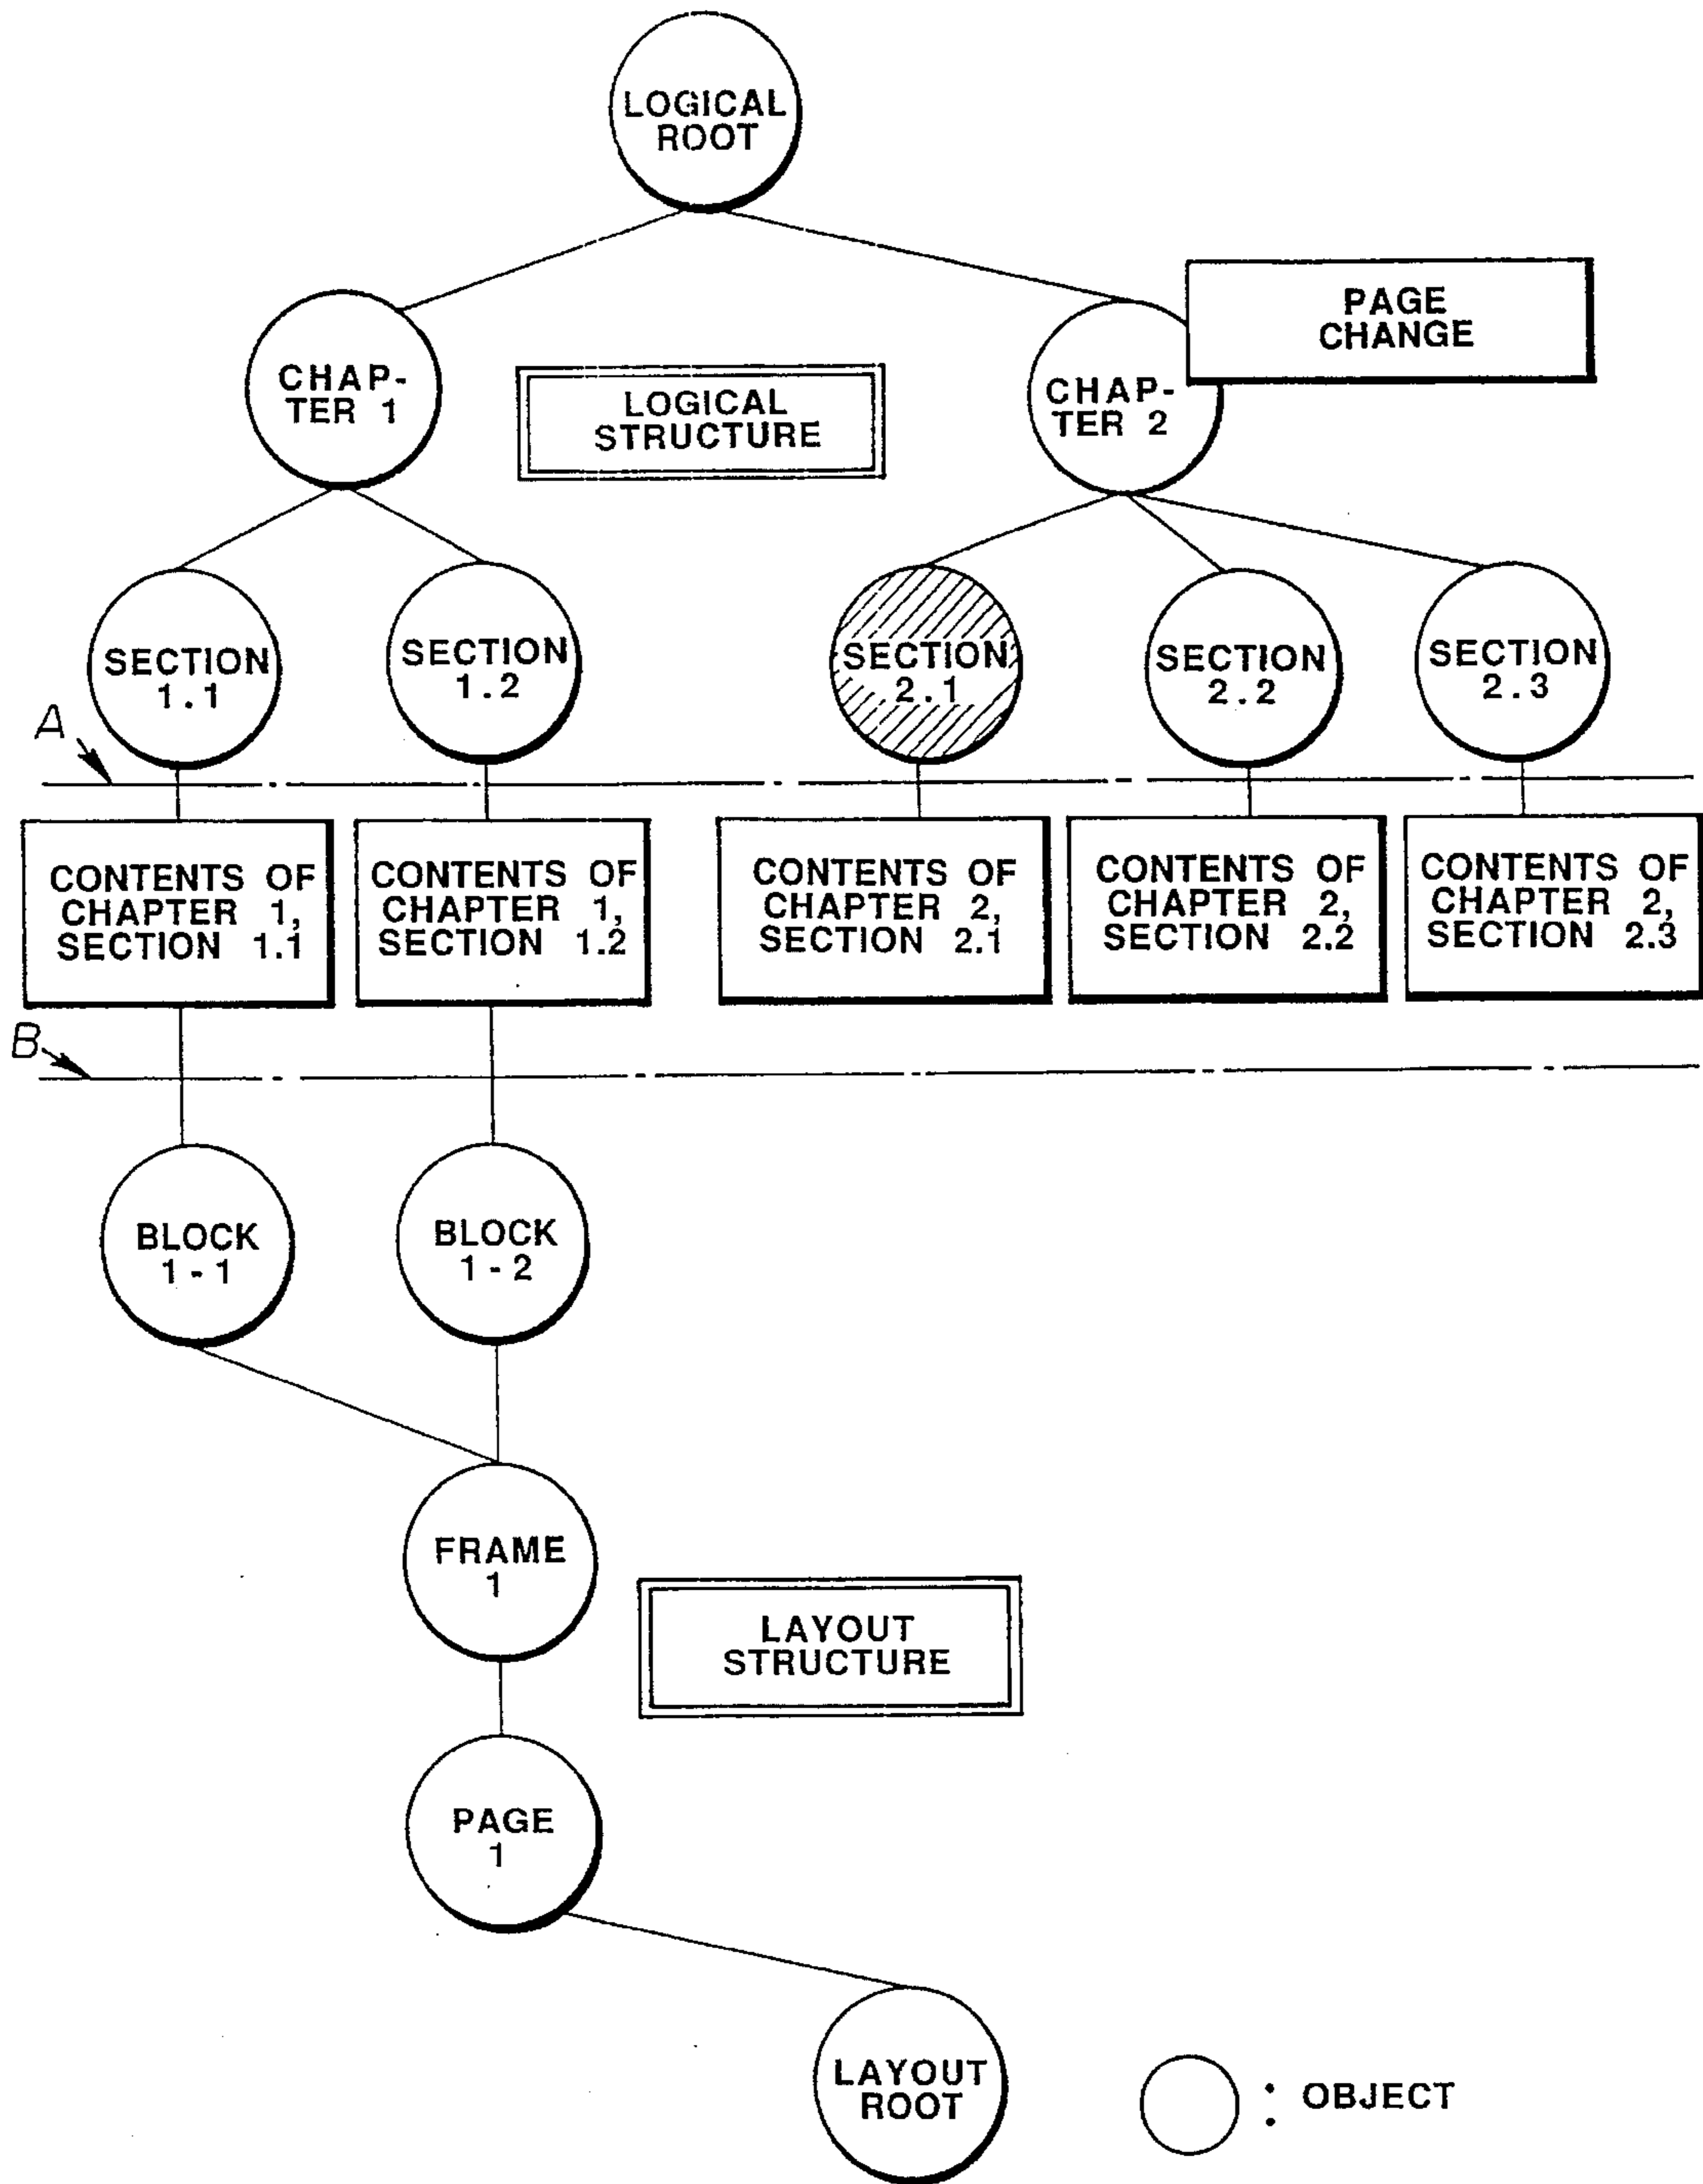 LOGICAL
ROOT
PAGE
CHANGE
CHAP-
TER 1
LOGICAL
STRUCTURE
CHAP-
TER 2
SECTION
1.1
SECTION
1.2
SECTION
2.1
SECTION
2.2
SECTION
2.3
A
CONTENTS OF
CHAPTER 1,
SECTION 1.1
CONTENTS OF
CHAPTER 1,
SECTION 1.2
CONTENTS OF
CHAPTER 2,
SECTION 2.1
CONTENTS OF
CHAPTER 2,
SECTION 2.2
CONTENTS OF
CHAPTER 2,
SECTION 2.3
B
BLOCK
1-1
BLOCK
1-2
FRAME
1
LAYOUT
STRUCTURE
PAGE
1
LAYOUT
ROOT
: OBJECT